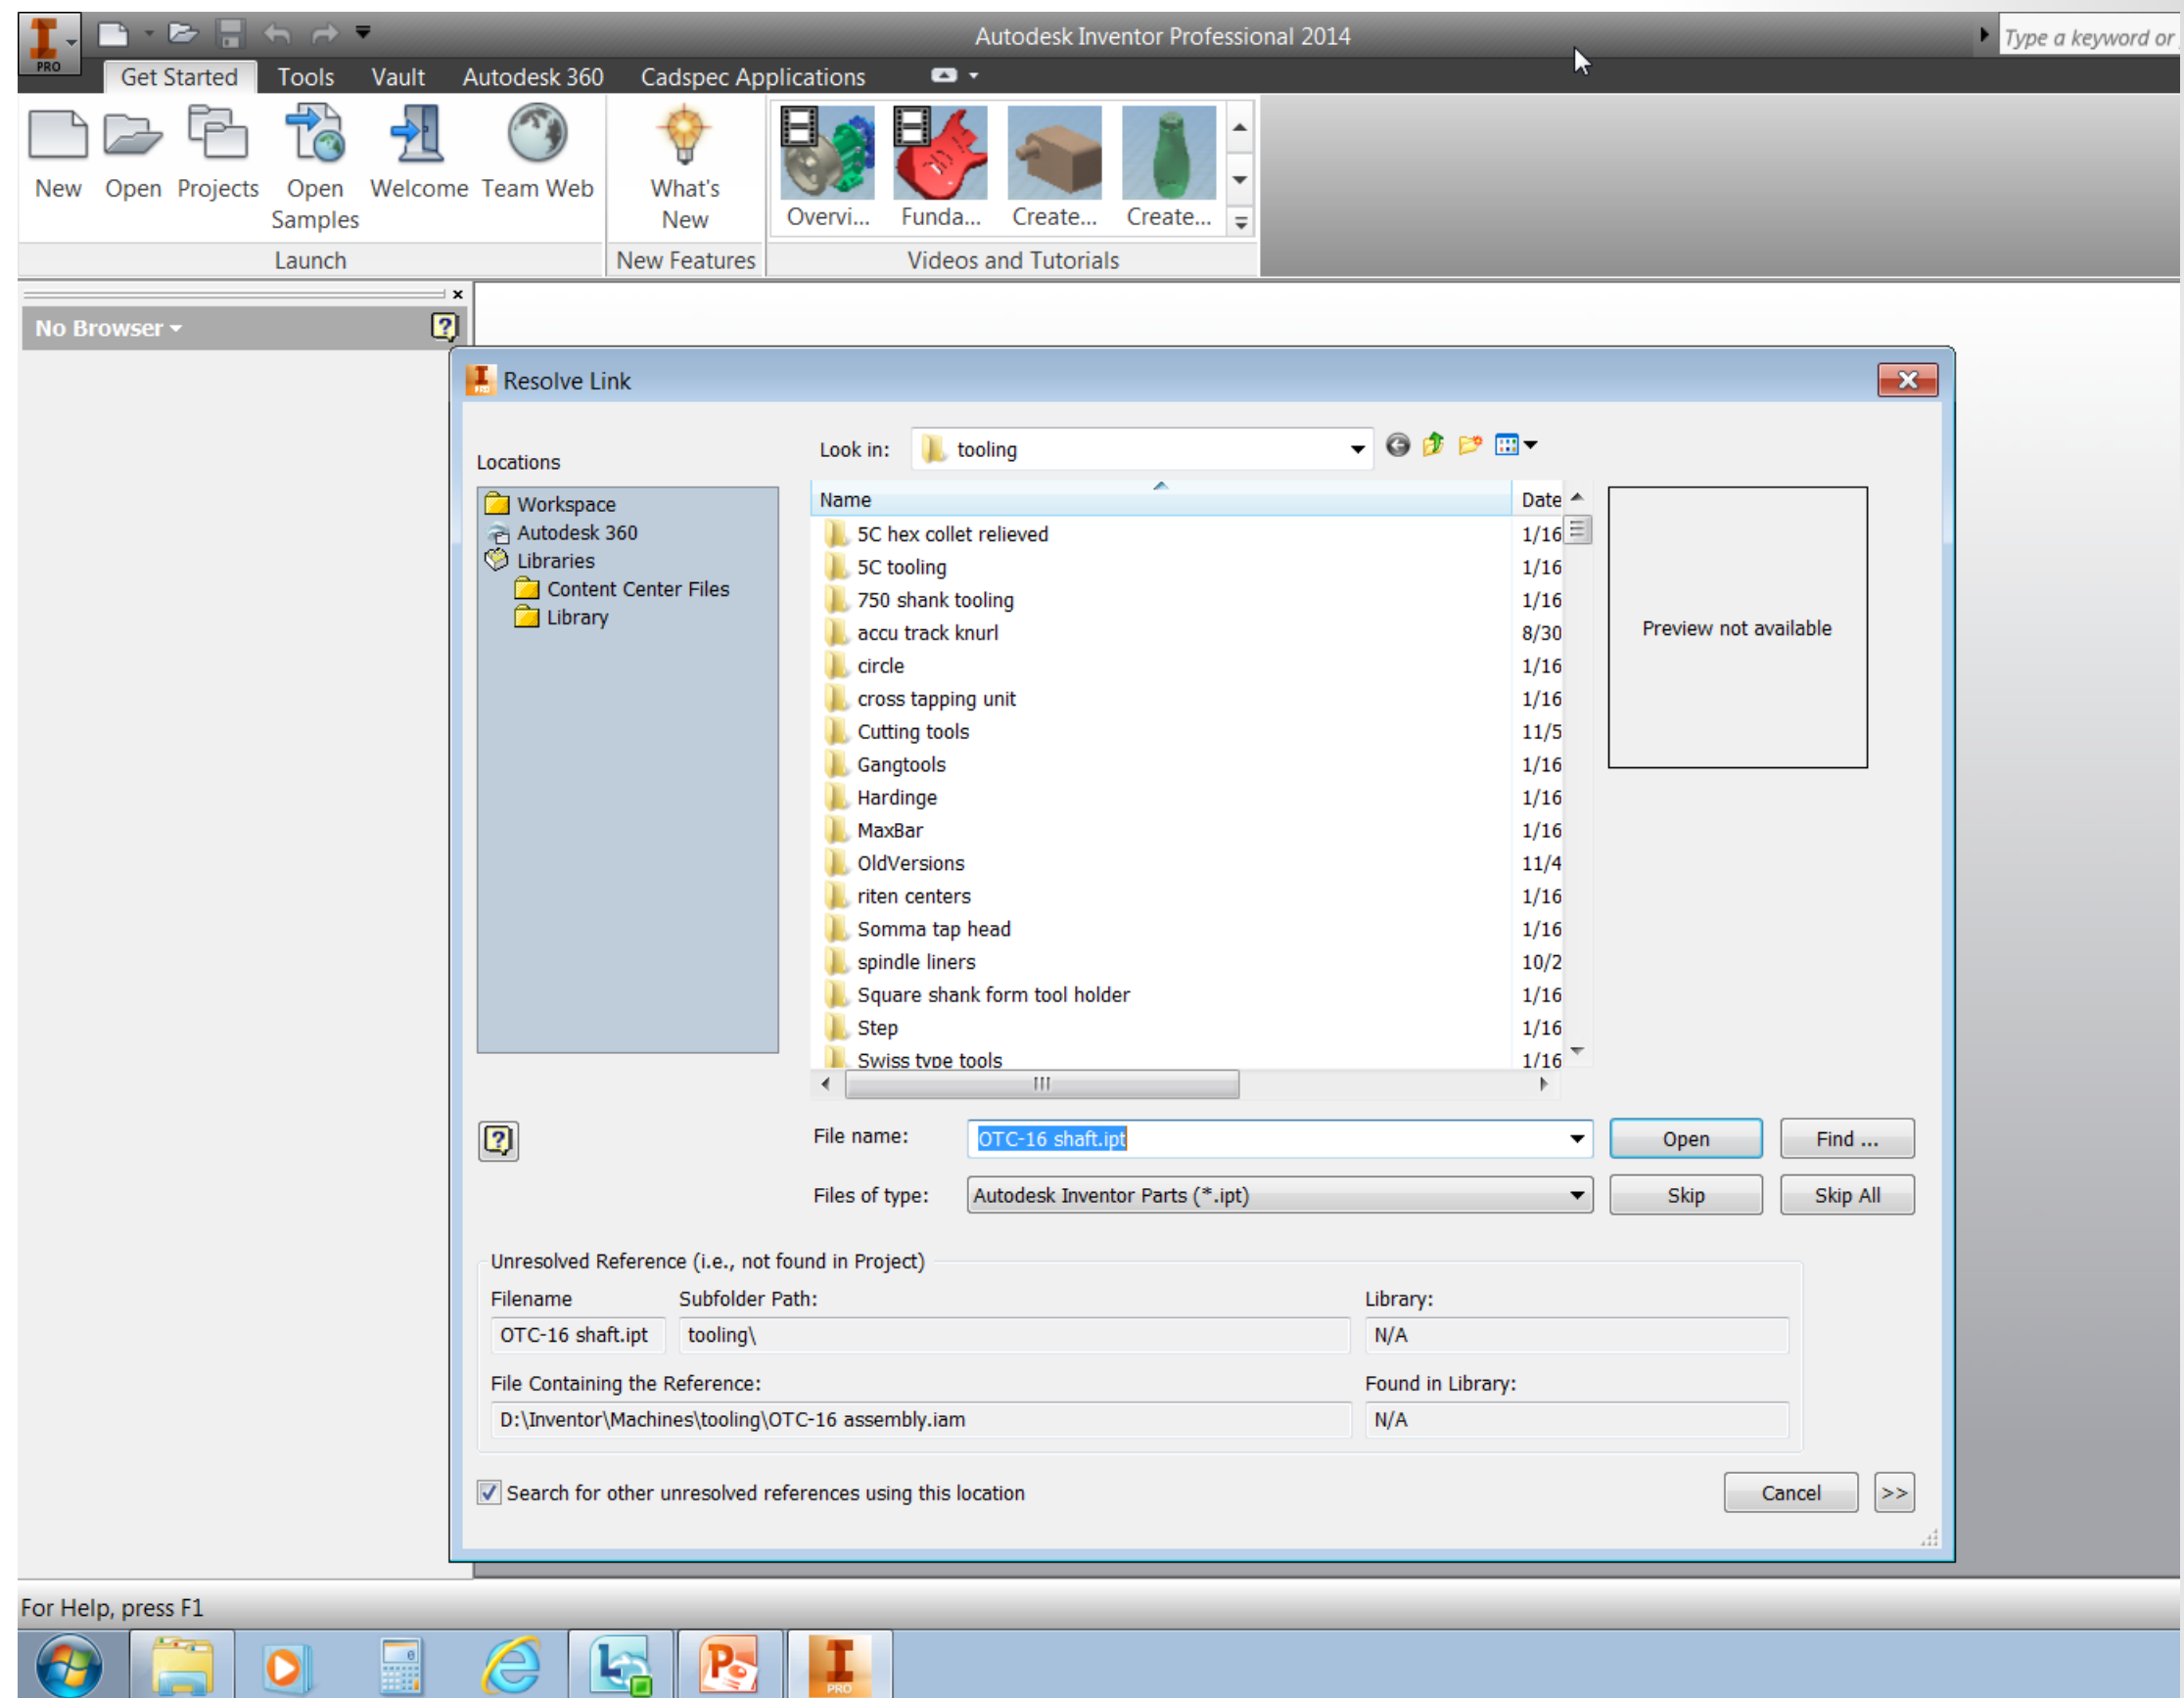 Autodesk Inventor Professional 2014
Type a keyword or
PRO
Get Started Tools Vault Autodesk 360 Cadspec Applications
New Open Projects Open Samples Welcome Team Web What's New Overvi... Funda... Create... Create...
Launch New Features Videos and Tutorials
No Browser
Resolve Link
Look in: tooling
Locations
Workspace
Autodesk 360
Libraries
Content Center Files
Library
Name Date
5C hex collet relieved 1/16
5C tooling 1/16
750 shank tooling 1/16
accu track knurl 8/30
circle 1/16
cross tapping unit 1/16
Cutting tools 11/5
Gangtools 1/16
Hardinge 1/16
MaxBar 1/16
OldVersions 11/4
riten centers 1/16
Somma tap head 1/16
spindle liners 10/2
Square shank form tool holder 1/16
Step 1/16
Swiss type tools 1/16
Preview not available
File name: OTC-16 shaft.ipt Open Find ...
Files of type: Autodesk Inventor Parts (*.ipt) Skip Skip All
Unresolved Reference (i.e., not found in Project)
Filename Subfolder Path: Library:
OTC-16 shaft.ipt tooling\ N/A
File Containing the Reference: Found in Library:
D:\Inventor\Machines\tooling\OTC-16 assembly.iam N/A
Search for other unresolved references using this location
Cancel >>
For Help, press F1
PRO